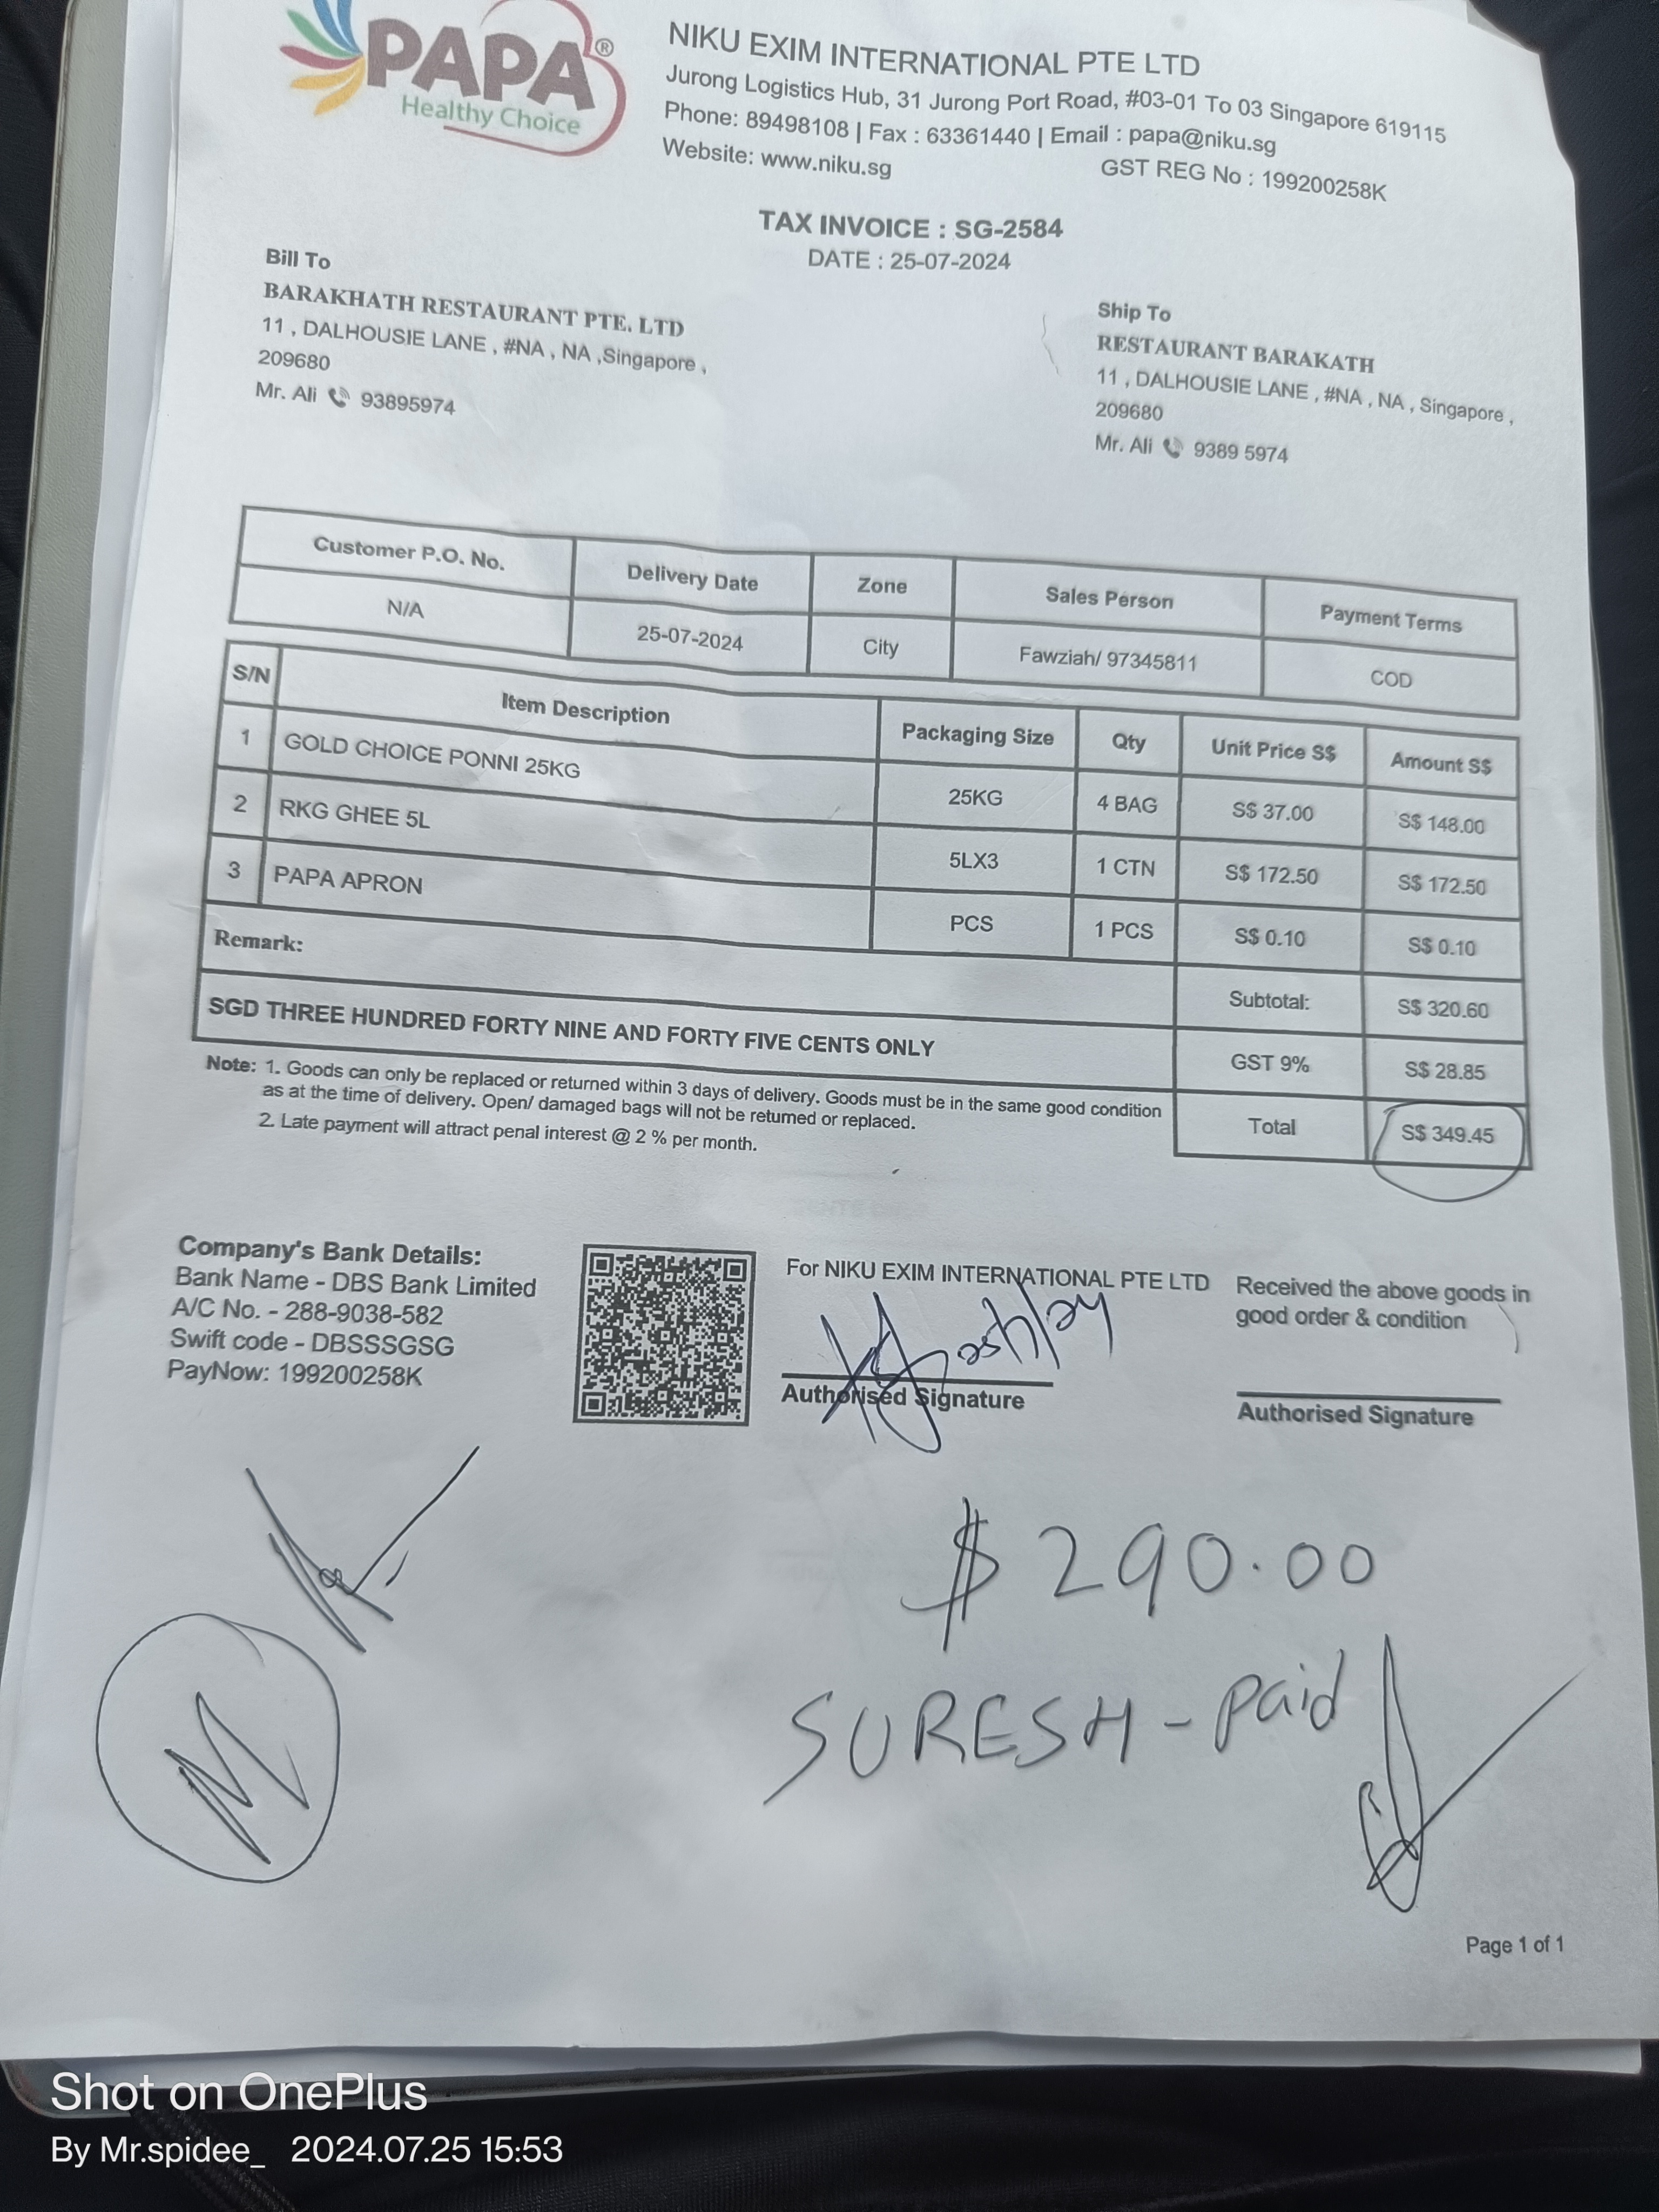 PAPA®
Healthy Choice
NIKU EXIM INTERNATIONAL PTE LTD
Jurong Logistics Hub, 31 Jurong Port Road, #03-01 To 03 Singapore 619115
Phone: 89498108 | Fax : 63361440 | Email : papa@niku.sg
Website: www.niku.sg GST REG No : 199200258K
TAX INVOICE : SG-2584
DATE : 25-07-2024
Bill To
BARAKHATH RESTAURANT PTE. LTD
11 , DALHOUSIE LANE , #NA , NA ,Singapore ,
209680
Mr. Ali 93895974
Ship To
RESTAURANT BARAKATH
11 , DALHOUSIE LANE , #NA , NA , Singapore ,
209680
Mr. Ali 9389 5974
Customer P.O. No. Delivery Date Zone Sales Person Payment Terms
N/A 25-07-2024 City Fawziah/ 97345811 COD
S/N Item Description Packaging Size Qty Unit Price S$ Amount S$
1 GOLD CHOICE PONNI 25KG 25KG 4 BAG S$ 37.00 S$ 148.00
2 RKG GHEE 5L 5LX3 1 CTN S$ 172.50 S$ 172.50
3 PAPA APRON PCS 1 PCS S$ 0.10 S$ 0.10
Remark: Subtotal: S$ 320.60
SGD THREE HUNDRED FORTY NINE AND FORTY FIVE CENTS ONLY GST 9% S$ 28.85
Total S$ 349.45
Note: 1. Goods can only be replaced or returned within 3 days of delivery. Goods must be in the same good condition
as at the time of delivery. Open/ damaged bags will not be returned or replaced.
2. Late payment will attract penal interest @ 2 % per month.
Company's Bank Details:
Bank Name - DBS Bank Limited
A/C No. - 288-9038-582
Swift code - DBSSSGSG
PayNow: 199200258K
For NIKU EXIM INTERNATIONAL PTE LTD
Authorised Signature
Received the above goods in
good order & condition
Authorised Signature
$ 290.00
SURESH - paid
M
Page 1 of 1
Shot on OnePlus
By Mr.spidee_ 2024.07.25 15:53